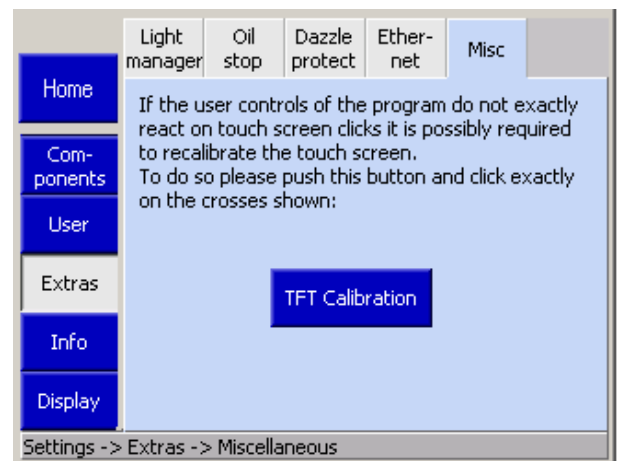 Light manager
Oil stop
Dazzle protect
Ether-net
Misc
Home
Com-ponents
User
Extras
Info
Display
If the user controls of the program do not exactly
react on touch screen clicks it is possibly required
to recalibrate the touch screen.
To do so please push this button and click exactly
on the crosses shown:
TFT Calibration
Settings -> Extras -> Miscellaneous